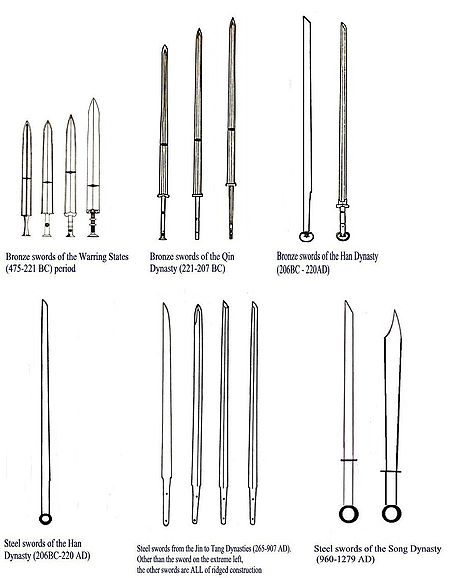 Bronze swords of the Warring States
(475-221 BC) period
Bronze swords of the Qin
Dynasty (221-207 BC)
Bronze swords of the Han Dynasty
(206BC - 220AD)
Steel swords of the Han
Dynasty (206BC-220 AD)
Steel swords from the Jin to Tang Dynasties (265-907 AD).
Other than the sword on the extreme left,
the other swords are ALL of ridged construction
Steel swords of the Song Dynasty
(960-1279 AD)